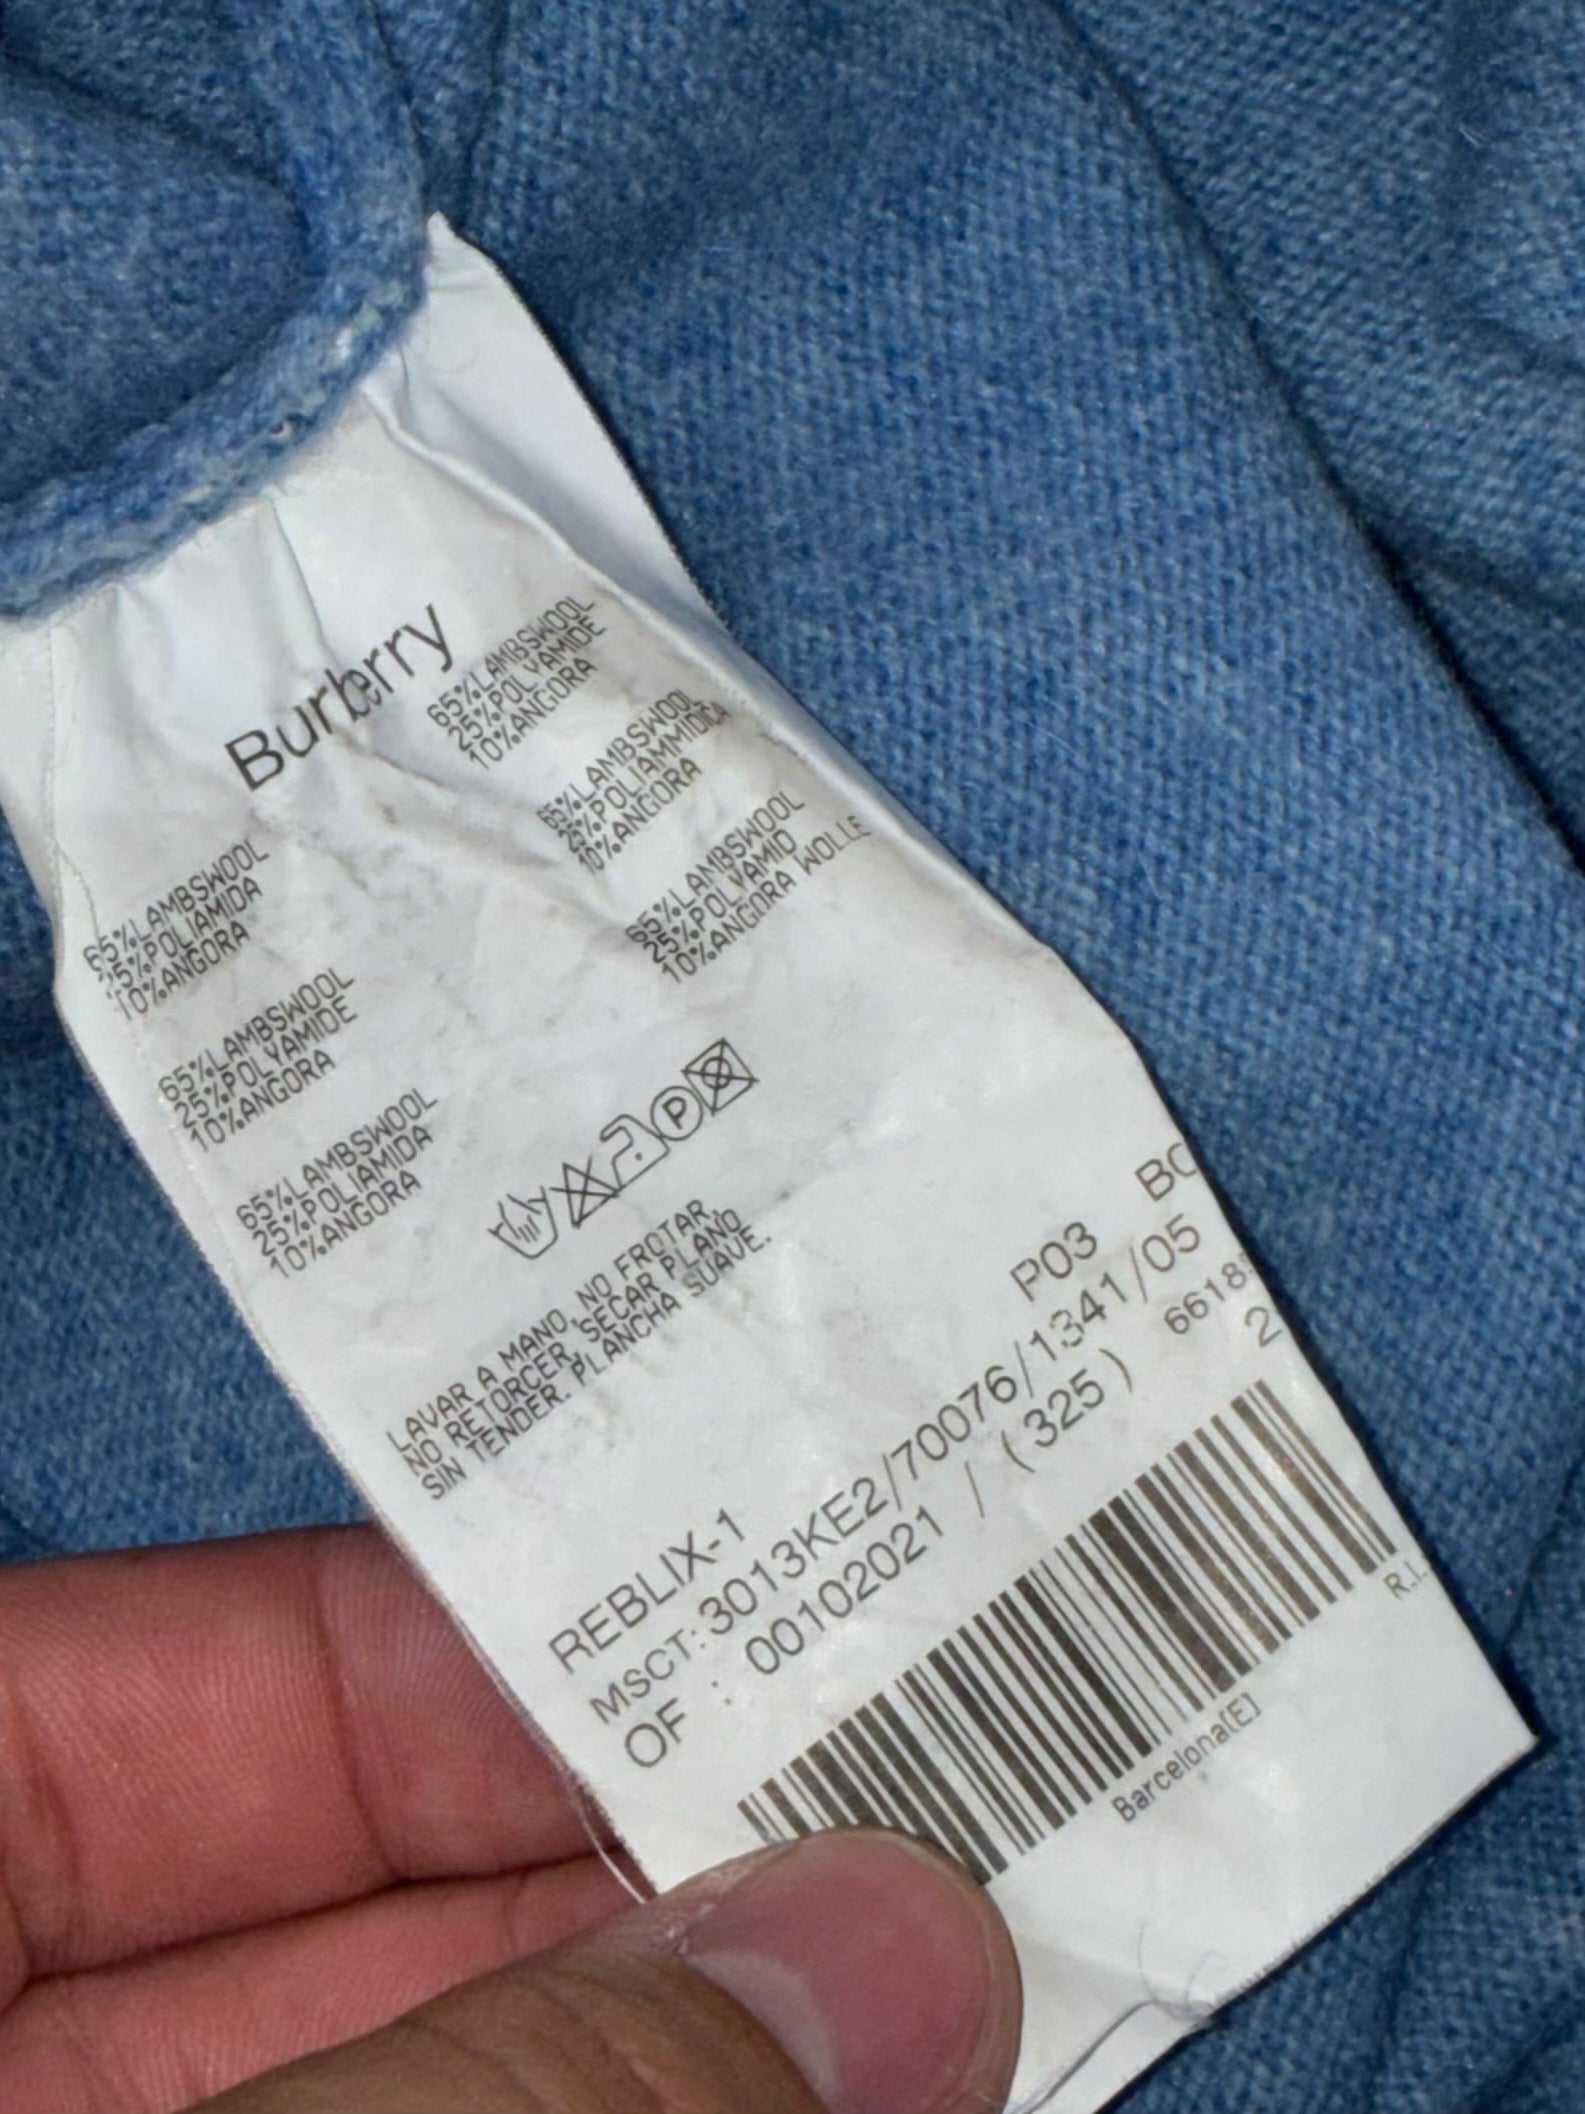 Burberry
65%LAMBSWOOL
25%POLIAMIDA
10%ANGORA
65%LAMBSWOOL
25%POLYAMIDE
10%ANGORA
65%LAMBSWOOL
25%POLIAMIDA
10%ANGORA
65%LAMBSWOOL
25%POLYAMIDE
10%ANGORA
65%LAMBSWOOL
25%POLIAMMIDICA
10%ANGORA
65%LAMBSWOOL
25%POLYAMID
10%ANGORA WOLLE
P
LAVAR A MANO, NO FROTAR,
NO RETORCER, SECAR PLANO
SIN TENDER. PLANCHA SUAVE.
REBLIX-1 P03 BC
MSCT:3013KE2/70076/1341/05
OF : 00102021 / (325) 6618
2
R.I.
Barcelona[E]